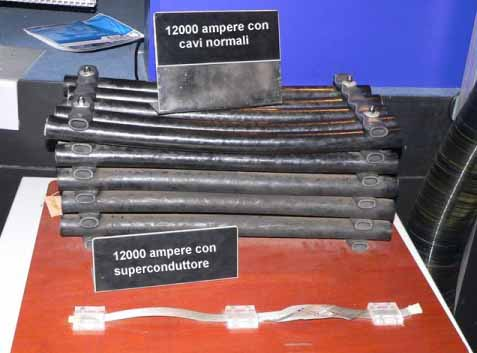 12000 ampere con
cavi normali
12000 ampere con
superconduttore